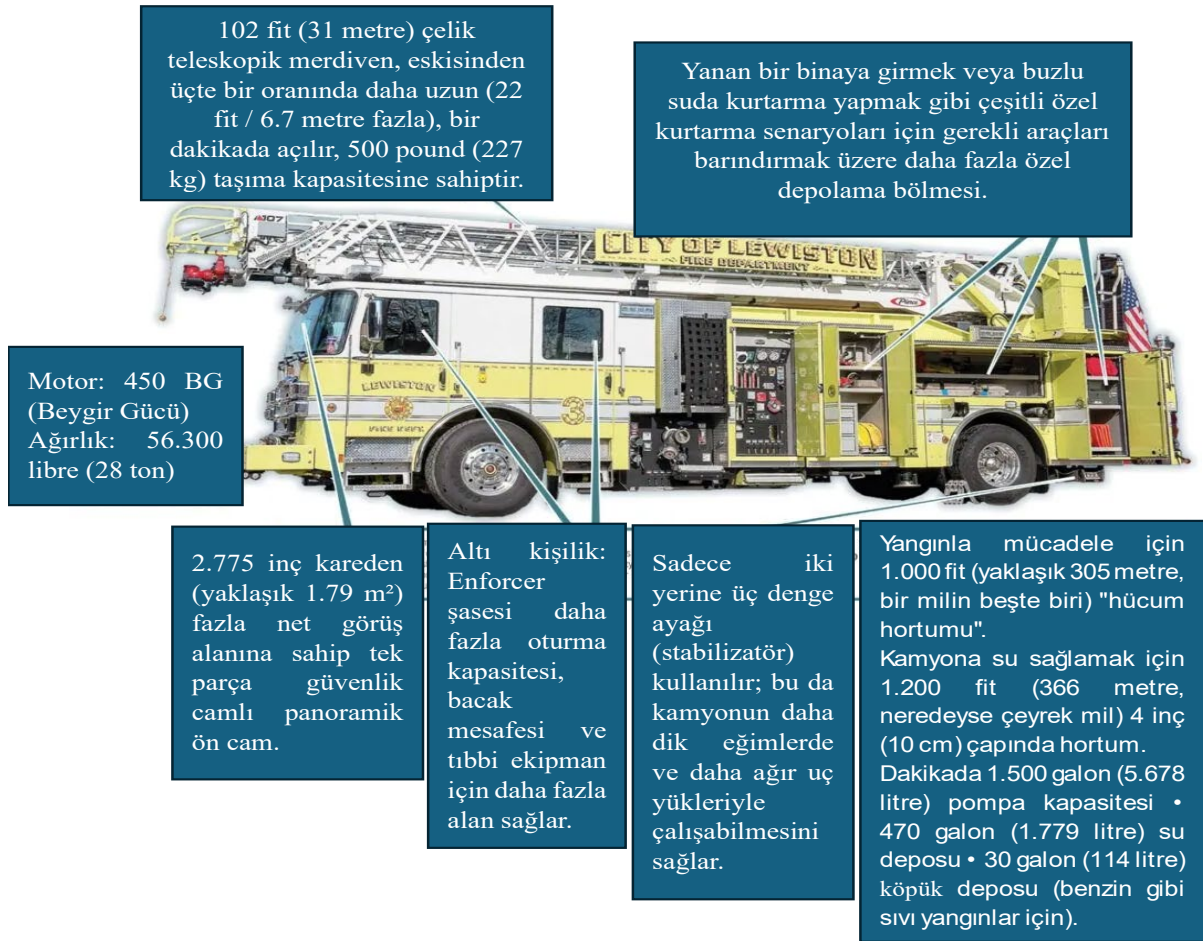 102 fit (31 metre) çelik
teleskopik merdiven, eskisinden
üçte bir oranında daha uzun (22
fit / 6.7 metre fazla), bir
dakikada açılır, 500 pound (227
kg) taşıma kapasitesine sahiptir.
Yanan bir binaya girmek veya buzlu
suda kurtarma yapmak gibi çeşitli özel
kurtarma senaryoları için gerekli araçları
barındırmak üzere daha fazla özel
depolama bölmesi.
CITY OF LEWISTON
FIRE DEPARTMENT
Pierce
LEWISTON
3
Motor: 450 BG
(Beygir Gücü)
Ağırlık: 56.300
libre (28 ton)
2.775 inç kareden
(yaklaşık 1.79 m²)
fazla net görüş
alanına sahip tek
parça güvenlik
camlı panoramik
ön cam.
Altı kişilik:
Enforcer
şasesi daha
fazla oturma
kapasitesi,
bacak
mesafesi ve
tıbbi ekipman
için daha fazla
alan sağlar.
Sadece iki
yerine üç denge
ayağı
(stabilizatör)
kullanılır; bu da
kamyonun daha
dik eğimlerde
ve daha ağır uç
yükleriyle
çalışabilmesini
sağlar.
Yangınla mücadele için
1.000 fit (yaklaşık 305 metre,
bir milin beşte biri) "hücum
hortumu".
Kamyona su sağlamak için
1.200 fit (366 metre,
neredeyse çeyrek mil) 4 inç
(10 cm) çapında hortum.
Dakikada 1.500 galon (5.678
litre) pompa kapasitesi •
470 galon (1.779 litre) su
deposu • 30 galon (114 litre)
köpük deposu (benzin gibi
sıvı yangınlar için).